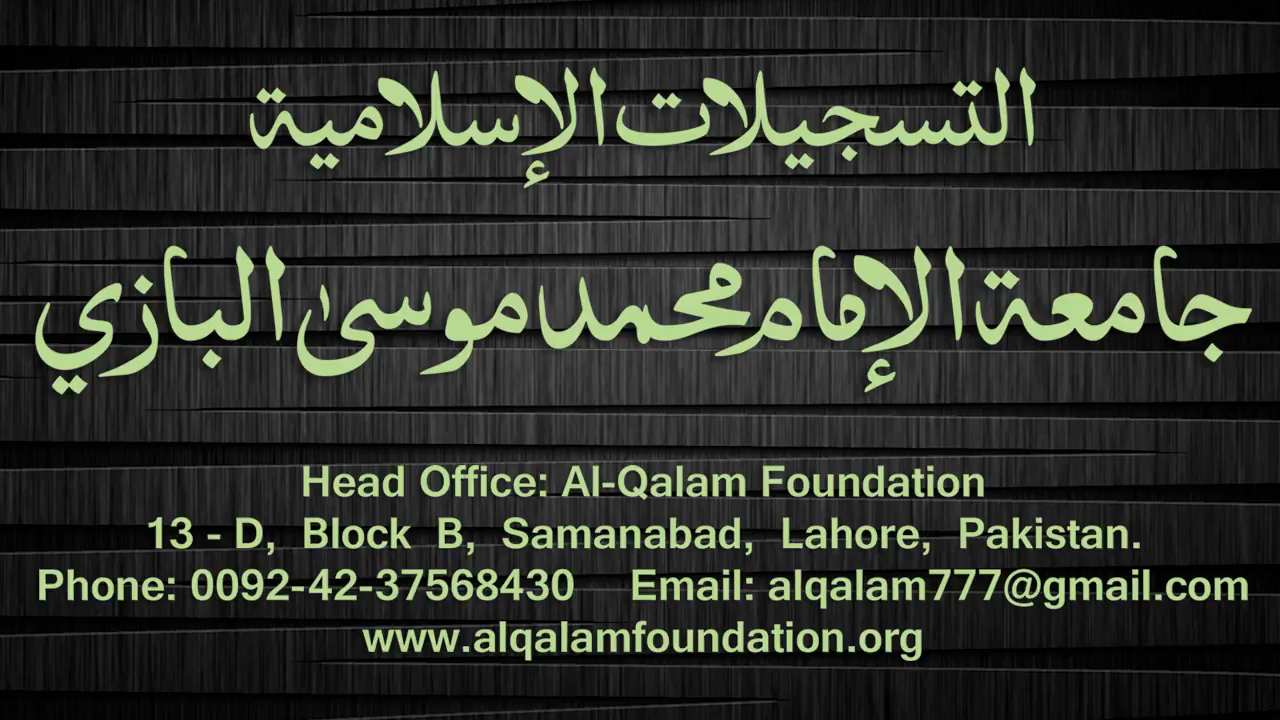 التسجيلات الإسلامية
جامعة الإمام محمد موسىٰ البازي
Head Office: Al-Qalam Foundation
13 - D, Block B, Samanabad, Lahore, Pakistan.
Phone: 0092-42-37568430 Email: alqalam777@gmail.com
www.alqalamfoundation.org